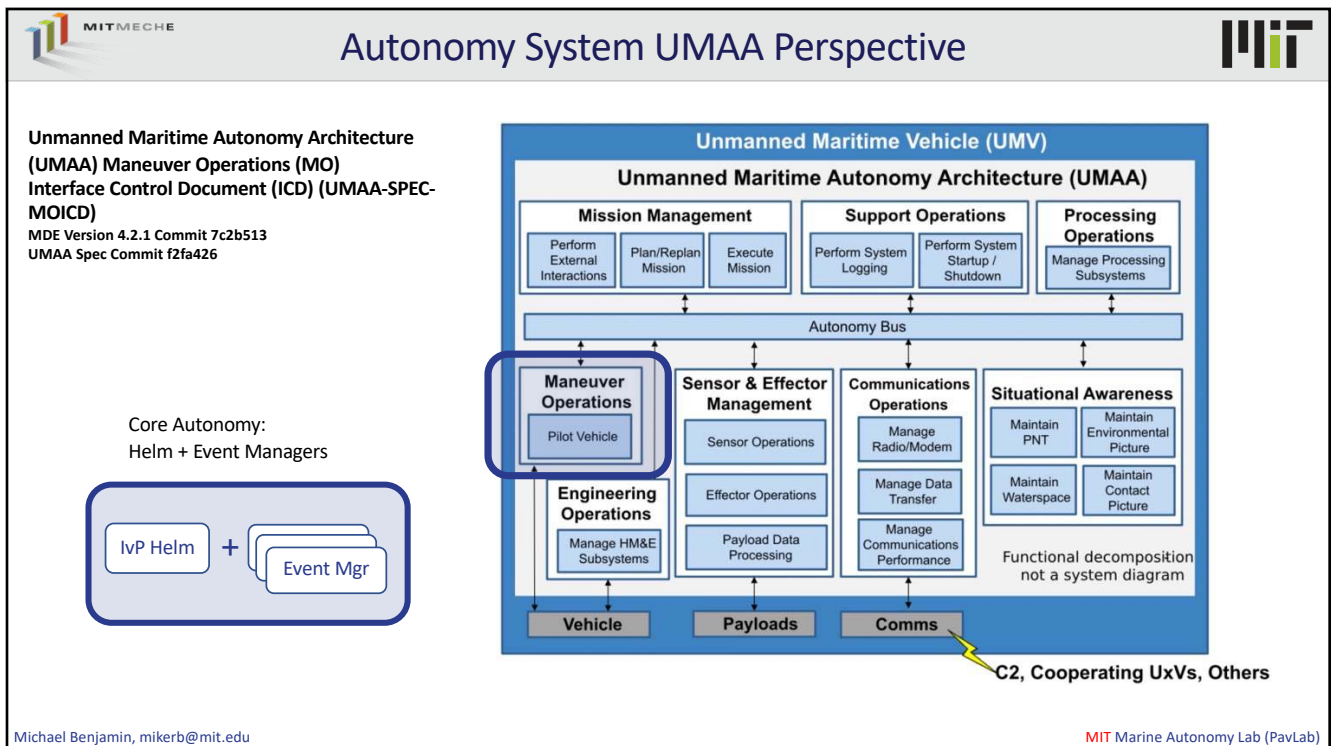 MITMECHE
Autonomy System UMAA Perspective
MIT
Unmanned Maritime Autonomy Architecture
(UMAA) Maneuver Operations (MO)
Interface Control Document (ICD) (UMAA-SPEC-
MOICD)
MDE Version 4.2.1 Commit 7c2b513
UMAA Spec Commit f2fa426
Core Autonomy:
Helm + Event Managers
IvP Helm
+
Event Mgr
Unmanned Maritime Vehicle (UMV)
Unmanned Maritime Autonomy Architecture (UMAA)
Mission Management
Perform
External
Interactions
Plan/Replan
Mission
Execute
Mission
Support Operations
Perform System
Logging
Perform System
Startup /
Shutdown
Processing
Operations
Manage Processing
Subsystems
Autonomy Bus
Maneuver
Operations
Pilot Vehicle
Engineering
Operations
Manage HM&E
Subsystems
Sensor & Effector
Management
Sensor Operations
Effector Operations
Payload Data
Processing
Communications
Operations
Manage
Radio/Modem
Manage Data
Transfer
Manage
Communications
Performance
Situational Awareness
Maintain
PNT
Maintain
Environmental
Picture
Maintain
Waterspace
Maintain
Contact
Picture
Functional decomposition
not a system diagram
Vehicle
Payloads
Comms
C2, Cooperating UxVs, Others
Michael Benjamin, mikerb@mit.edu
MIT Marine Autonomy Lab (PavLab)